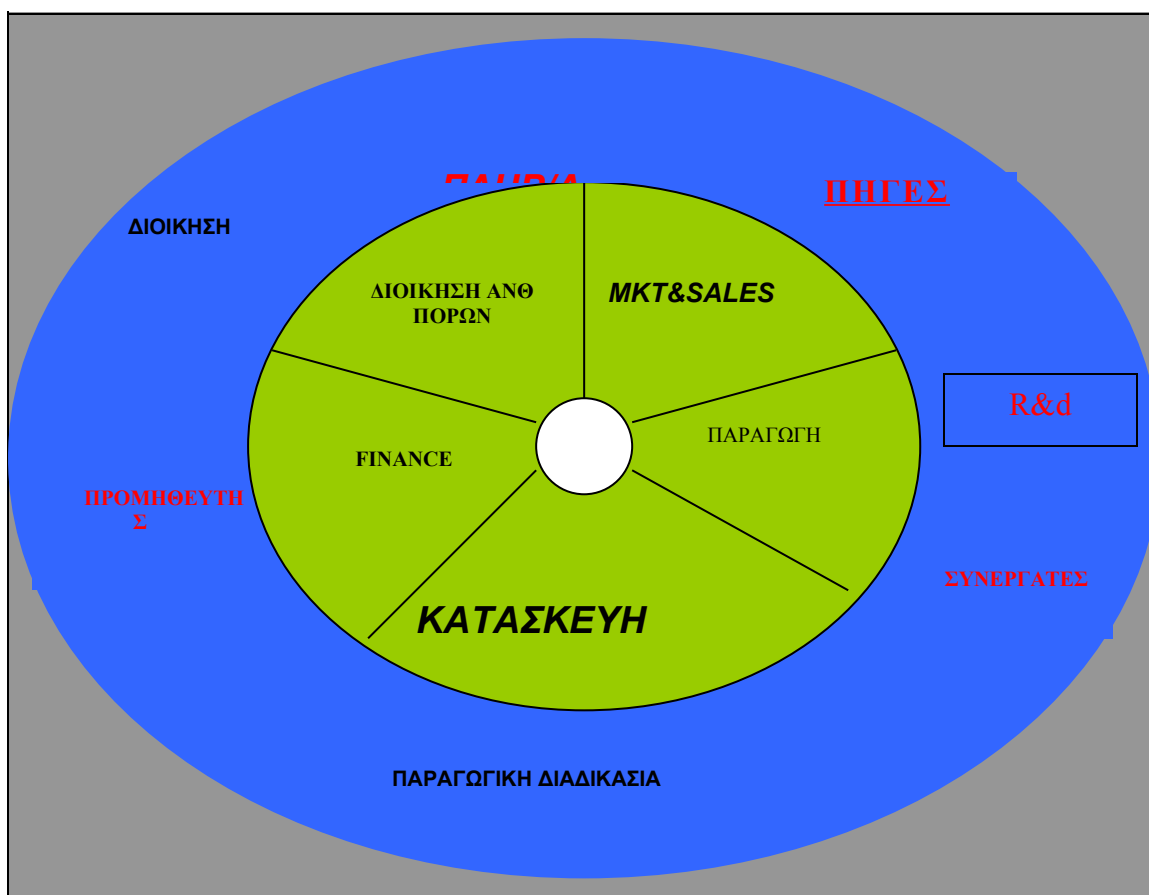 ΠΗΓΕΣ
ΔΙΟΙΚΗΣΗ
ΔΙΟΙΚΗΣΗ ΑΝΘ
ΠΟΡΩΝ
MKT&SALES
R&d
ΠΑΡΑΓΩΓΗ
FINANCE
ΠΡΟΜΗΘΕΥΤΗ
Σ
ΣΥΝΕΡΓΑΤΕΣ
ΚΑΤΑΣΚΕΥΗ
ΠΑΡΑΓΩΓΙΚΗ ΔΙΑΔΙΚΑΣΙΑ